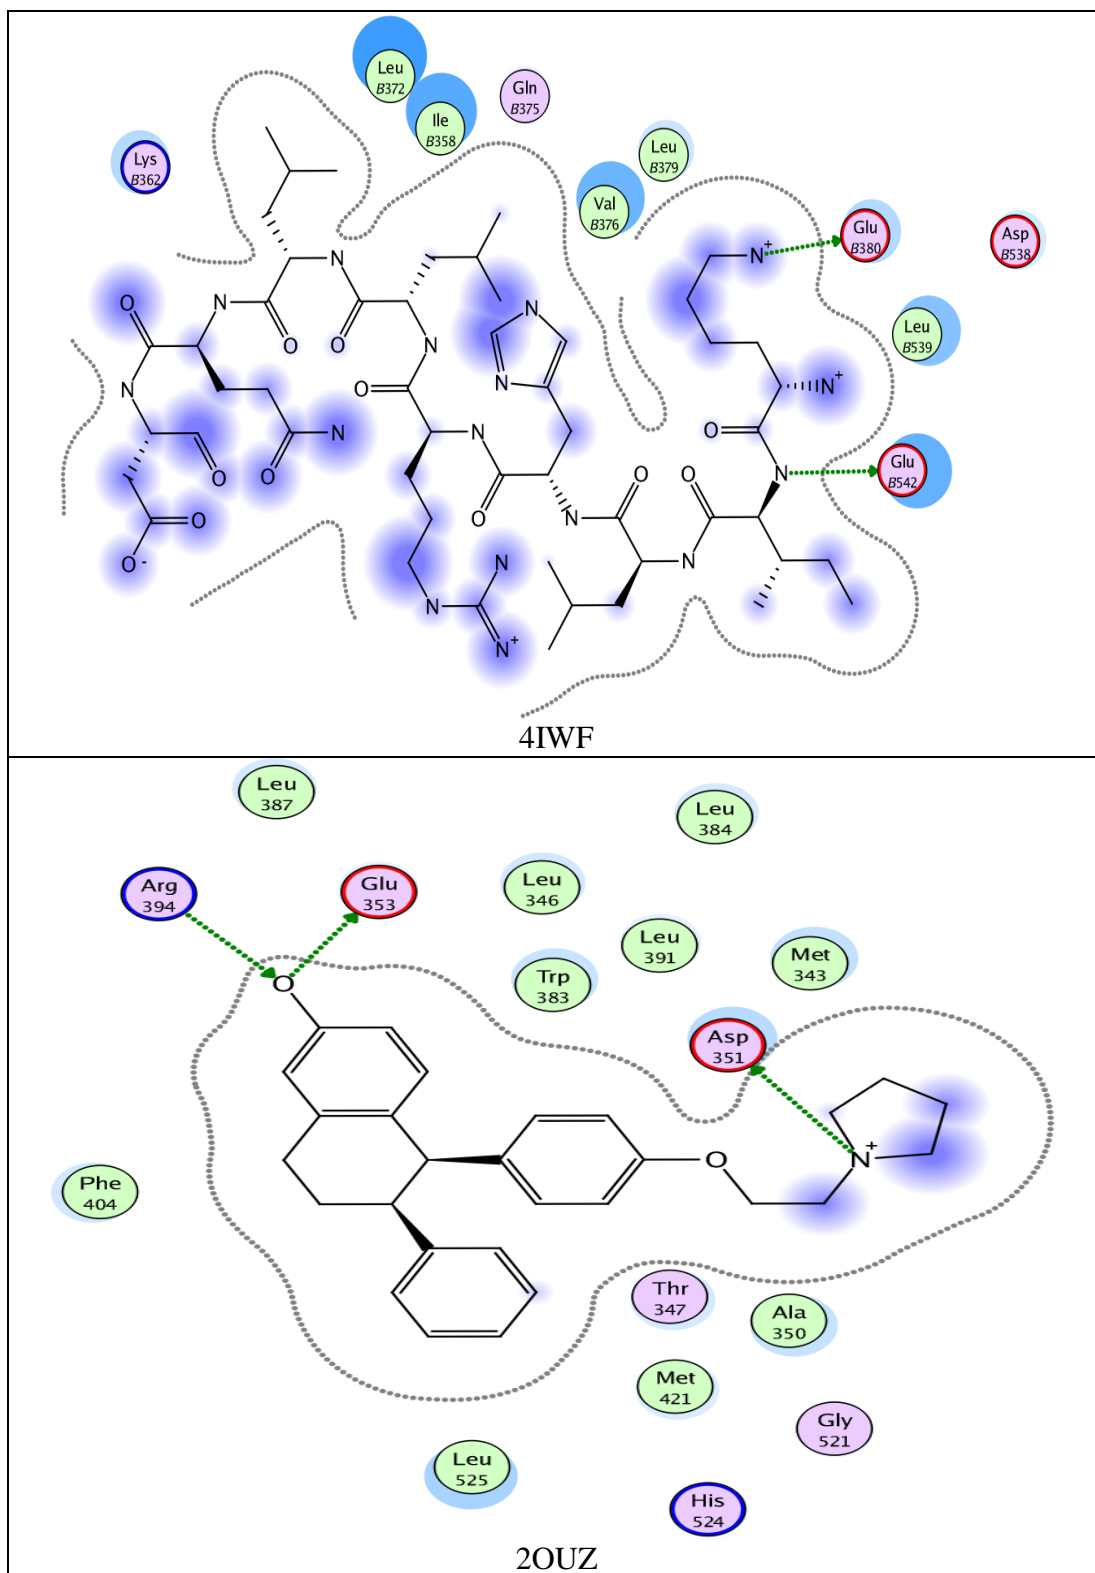 Leu
B372
Ile
B358
Gln
B375
Lys
B362
Leu
B379
Val
B376
Glu
B380
Asp
B538
Leu
B539
Glu
B542
N+
O
N
N
O
N
O
O
N
N
O
N+
O
N
N
O
N
O
N
O
N
O
O
O
N
O
N
O
N
O-
N
N
N+
4IWF
Leu
387
Leu
384
Arg
394
Glu
353
Leu
346
Leu
391
Trp
383
Met
343
O
Asp
351
O
N+
Phe
404
Thr
347
Ala
350
Met
421
Gly
521
Leu
525
His
524
2OUZ